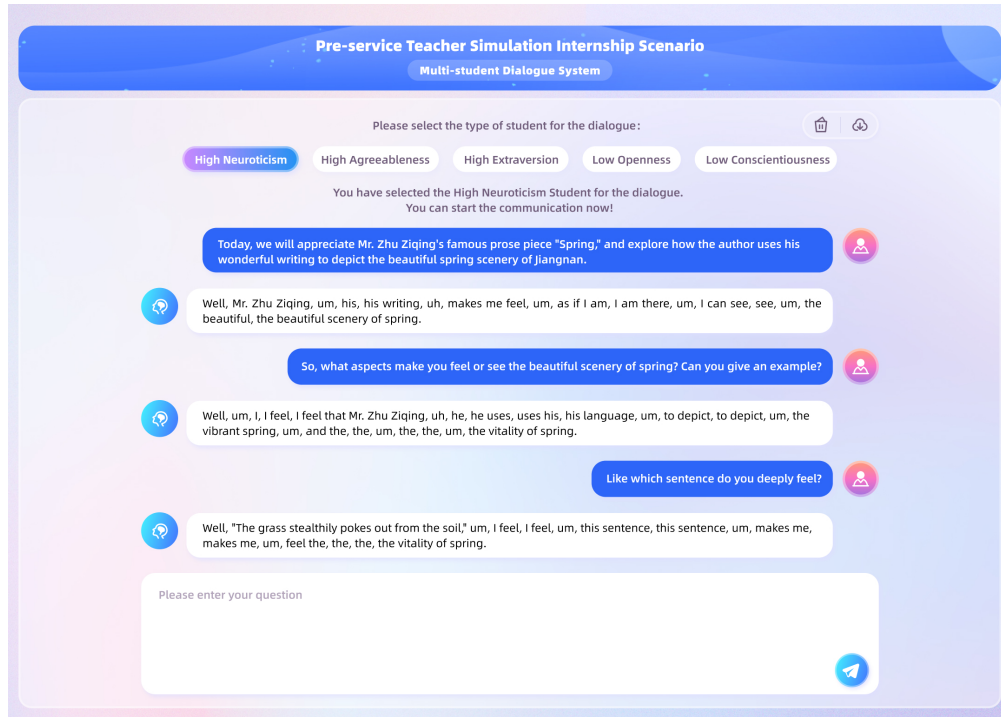 Pre-service Teacher Simulation Internship Scenario
Multi-student Dialogue System
Please select the type of student for the dialogue:
High Neuroticism
High Agreeableness
High Extraversion
Low Openness
Low Conscientiousness
You have selected the High Neuroticism Student for the dialogue.
You can start the communication now!
Today, we will appreciate Mr. Zhu Ziqing's famous prose piece "Spring," and explore how the author uses his
wonderful writing to depict the beautiful spring scenery of Jiangnan.
Well, Mr. Zhu Ziqing, um, his, his writing, uh, makes me feel, um, as if I am, I am there, um, I can see, see, um, the
beautiful, the beautiful scenery of spring.
So, what aspects make you feel or see the beautiful scenery of spring? Can you give an example?
Well, um, I, I feel, I feel that Mr. Zhu Ziqing, uh, he, he uses, uses his, his language, um, to depict, to depict, um, the
vibrant spring, um, and the, the, um, the, the, um, the vitality of spring.
Like which sentence do you deeply feel?
Well, "The grass stealthily pokes out from the soil," um, I feel, I feel, um, this sentence, this sentence, um, makes me,
makes me, um, feel the, the, the, the vitality of spring.
Please enter your question